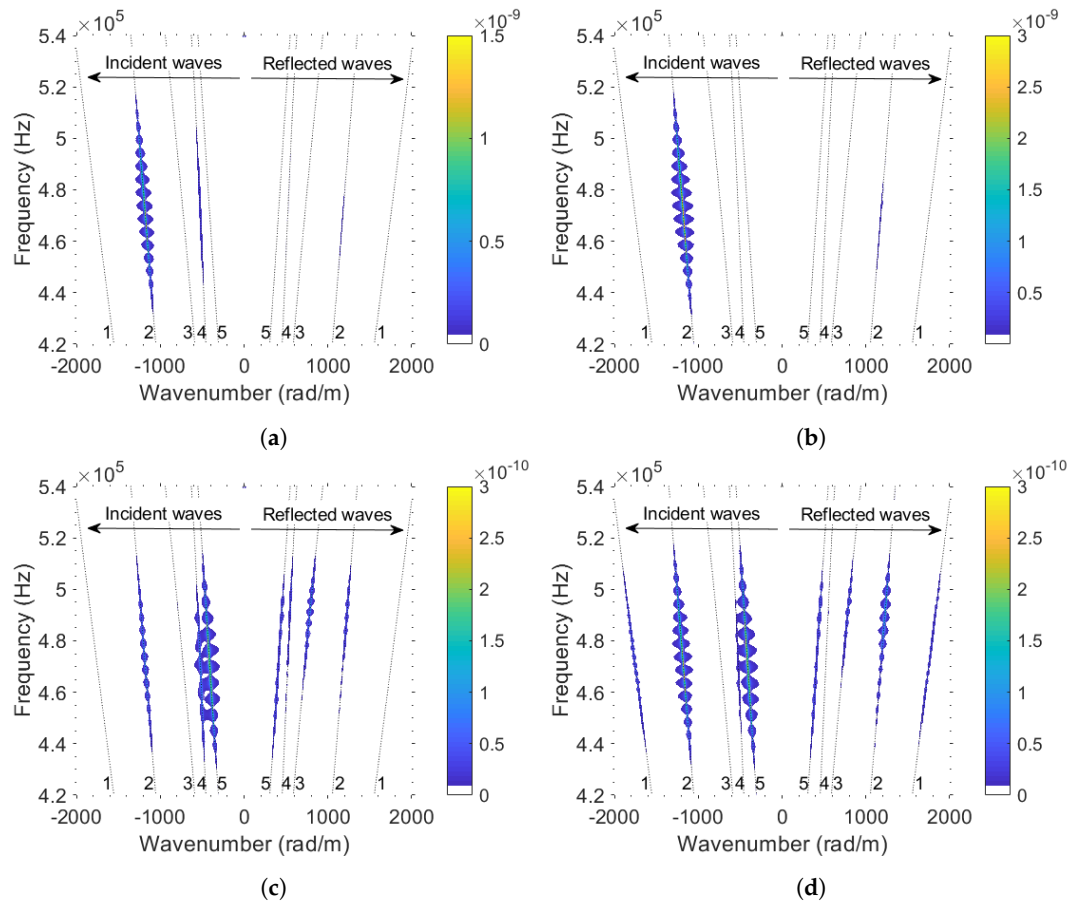 ×10⁵ ×10⁻⁹
5.4 1.5
Incident waves Reflected waves
5.2
5 1
4.8
Frequency (Hz)
4.6 0.5
4.4
1 2 3 4 5 5 4 3 2 1
4.2 0
-2000 -1000 0 1000 2000
Wavenumber (rad/m)
(a)
×10⁵ ×10⁻⁹
5.4 3
Incident waves Reflected waves
2.5
5.2
5 2
4.8 1.5
Frequency (Hz)
4.6 1
4.4 0.5
1 2 3 4 5 5 4 3 2 1
4.2
-2000 -1000 0 1000 2000
Wavenumber (rad/m)
(b)
×10⁵ ×10⁻¹⁰
5.4 3
Incident waves Reflected waves
2.5
5.2
5 2
4.8 1.5
Frequency (Hz)
4.6 1
4.4 0.5
1 2 3 4 5 5 4 3 2 1
4.2 0
-2000 -1000 0 1000 2000
Wavenumber (rad/m)
(c)
×10⁵ ×10⁻¹⁰
5.4 3
Incident waves Reflected waves
2.5
5.2
5 2
4.8 1.5
Frequency (Hz)
4.6 1
4.4 0.5
1 2 3 4 5 5 4 3 2 1
4.2 0
-2000 -1000 0 1000 2000
Wavenumber (rad/m)
(d)